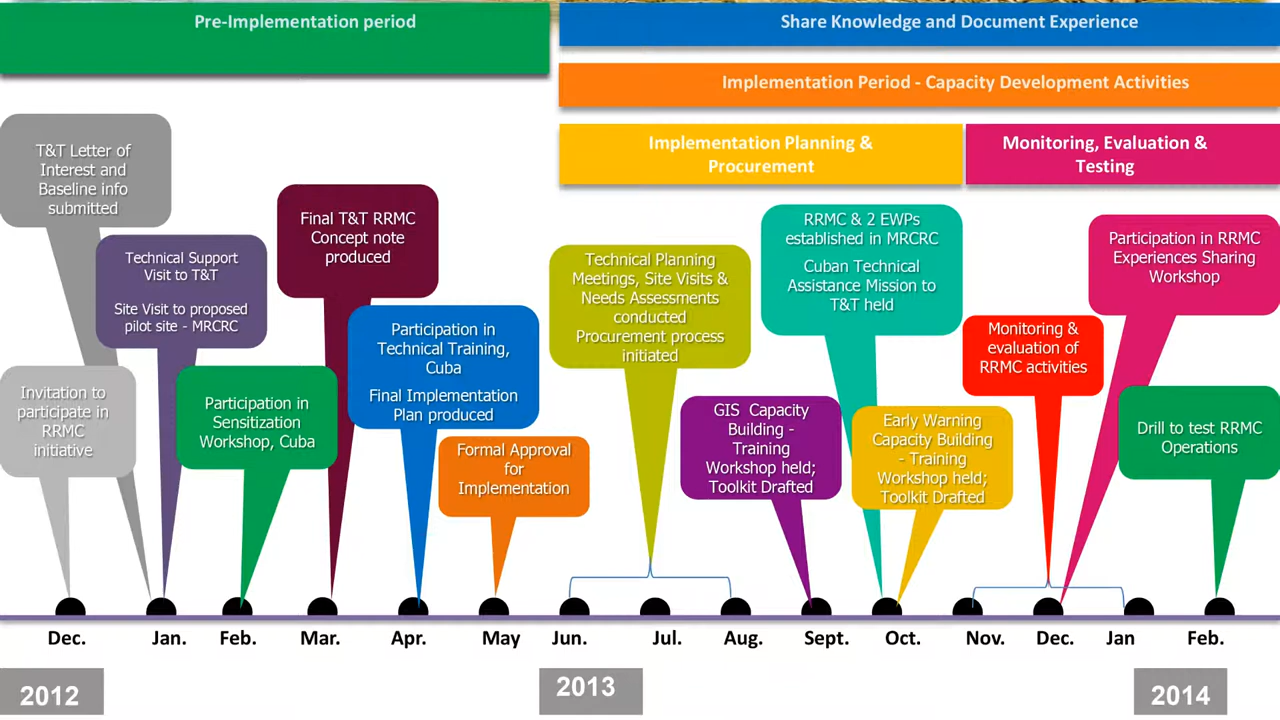 Pre-Implementation period
Share Knowledge and Document Experience
Implementation Period - Capacity Development Activities
Implementation Planning &
Procurement
Monitoring, Evaluation &
Testing
T&T Letter of
Interest and
Baseline info
submitted
Invitation to
participate in
RRMC
initiative
Technical Support
Visit to T&T
Site Visit to proposed
pilot site - MRCRC
Participation in
Sensitization
Workshop, Cuba
Final T&T RRMC
Concept note
produced
Participation in
Technical Training,
Cuba
Final Implementation
Plan produced
Formal Approval
for
Implementation
Technical Planning
Meetings, Site Visits &
Needs Assessments
conducted
Procurement process
initiated
GIS Capacity
Building -
Training
Workshop held;
Toolkit Drafted
RRMC & 2 EWPs
established in MRCRC
Cuban Technical
Assistance Mission to
T&T held
Early Warning
Capacity Building
- Training
Workshop held;
Toolkit Drafted
Monitoring &
evaluation of
RRMC activities
Participation in RRMC
Experiences Sharing
Workshop
Drill to test RRMC
Operations
Dec. Jan. Feb. Mar. Apr. May Jun. Jul. Aug. Sept. Oct. Nov. Dec. Jan Feb.
2012 2013 2014